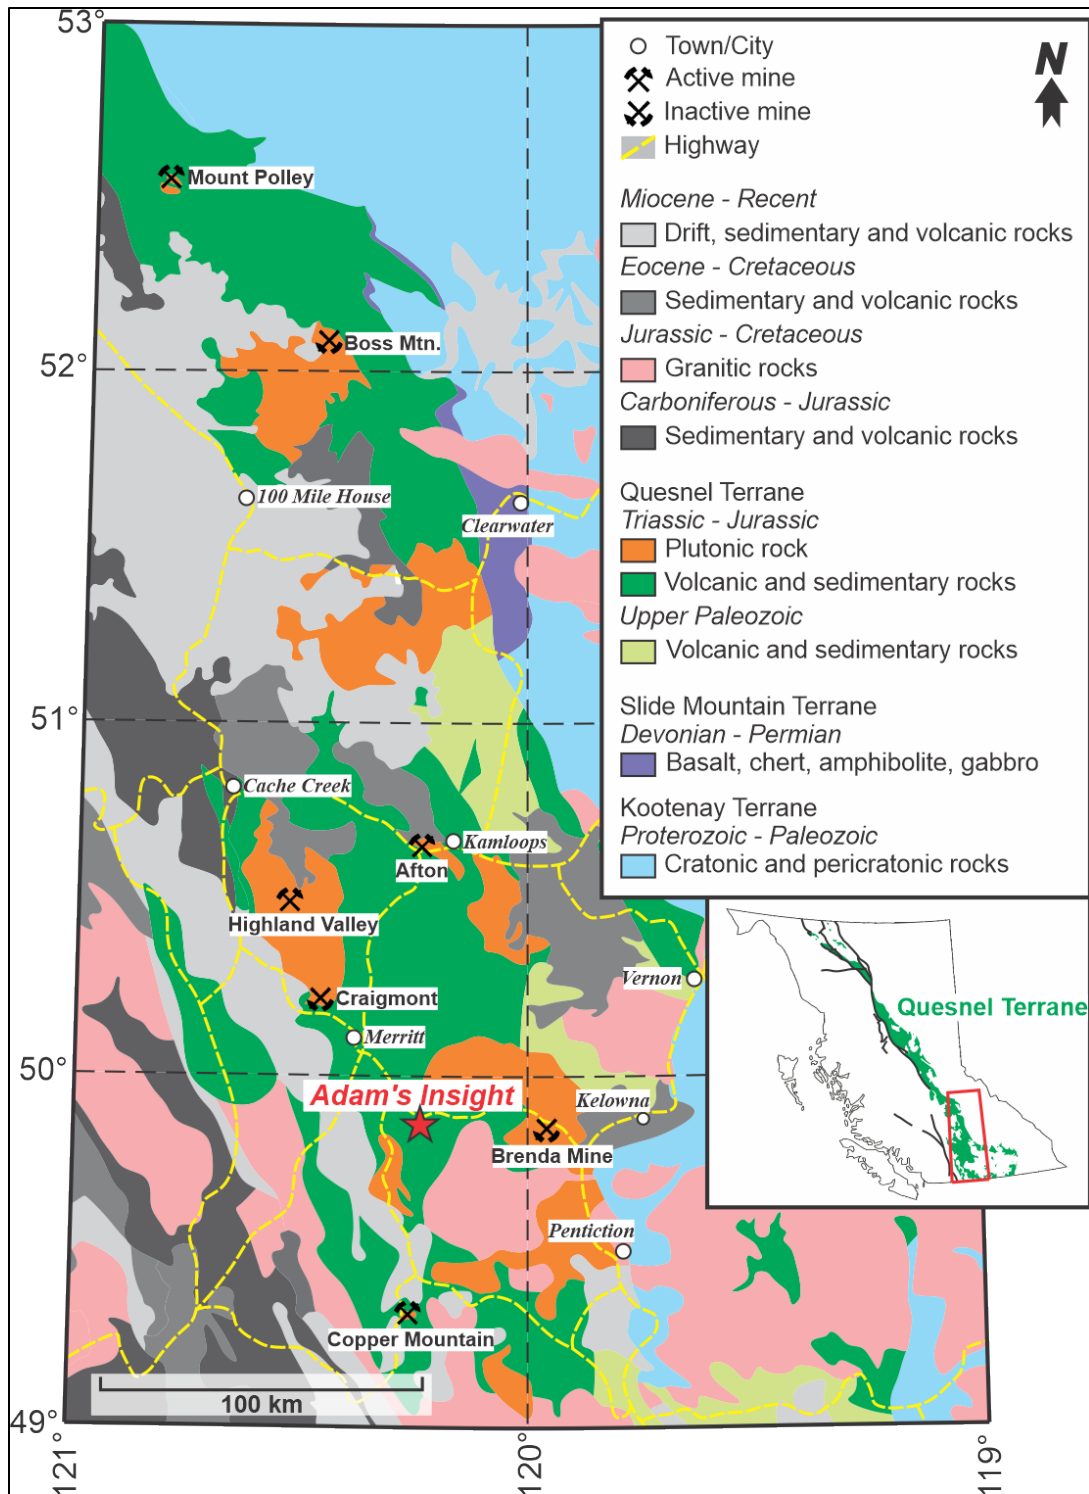 53°
52°
51°
50°
49°
121°
120°
119°
Town/City
Active mine
Inactive mine
Highway
N
Miocene - Recent
Drift, sedimentary and volcanic rocks
Eocene - Cretaceous
Sedimentary and volcanic rocks
Jurassic - Cretaceous
Granitic rocks
Carboniferous - Jurassic
Sedimentary and volcanic rocks
Quesnel Terrane
Triassic - Jurassic
Plutonic rock
Volcanic and sedimentary rocks
Upper Paleozoic
Volcanic and sedimentary rocks
Slide Mountain Terrane
Devonian - Permian
Basalt, chert, amphibolite, gabbro
Kootenay Terrane
Proterozoic - Paleozoic
Cratonic and pericratonic rocks
Mount Polley
Boss Mtn.
100 Mile House
Clearwater
Cache Creek
Kamloops
Afton
Highland Valley
Vernon
Craigmont
Merritt
Adam's Insight
Kelowna
Brenda Mine
Pentiction
Copper Mountain
100 km
Quesnel Terrane